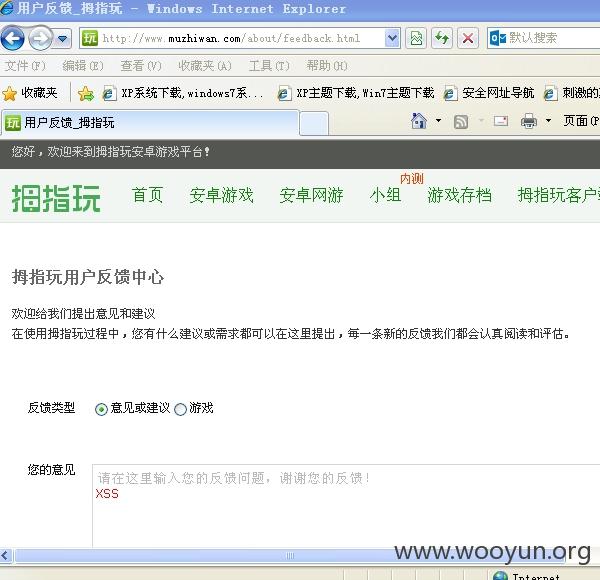 用户反馈_拇指玩 - Windows Internet Explorer
http://www.muzhiwan.com/about/feedback.html
默认搜索
文件(F) 编辑(E) 查看(V) 收藏夹(A) 工具(T) 帮助(H)
收藏夹 XP系统下载,windows7系... XP主题下载,Win7主题下载 安全网址导航 刺激的
用户反馈_拇指玩 页面(P
您好，欢迎来到拇指玩安卓游戏平台！
内测
拇指玩 首页 安卓游戏 安卓网游 小组 游戏存档 拇指玩客户端
拇指玩用户反馈中心
欢迎给我们提出意见和建议
在使用拇指玩过程中，您有什么建议或需求都可以在这里提出，每一条新的反馈我们都会认真阅读和评估。
反馈类型 意见或建议 游戏
您的意见 请在这里输入您的反馈问题，谢谢您的反馈！
XSS
www.wooyun.org
Internet